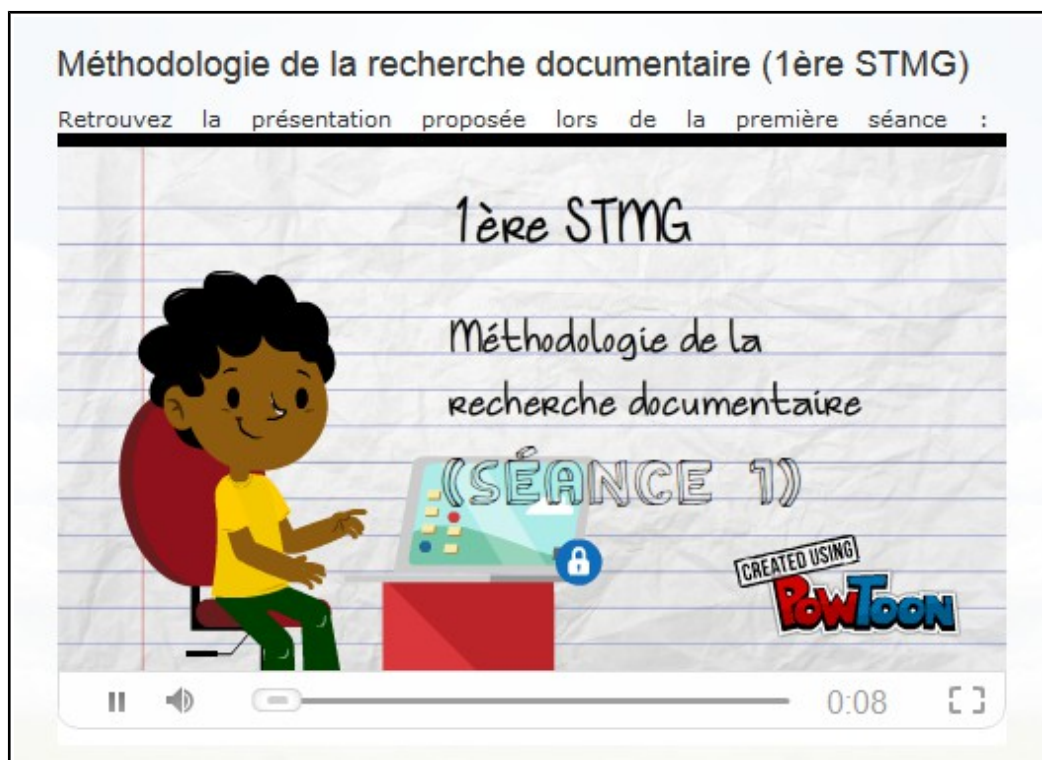 Méthodologie de la recherche documentaire (1ère STMG)
Retrouvez la présentation proposée lors de la première séance :
1ère STMG
Méthodologie de la
recherche documentaire
(SÉANCE 1)
CREATED USING
POWTOON
0:08